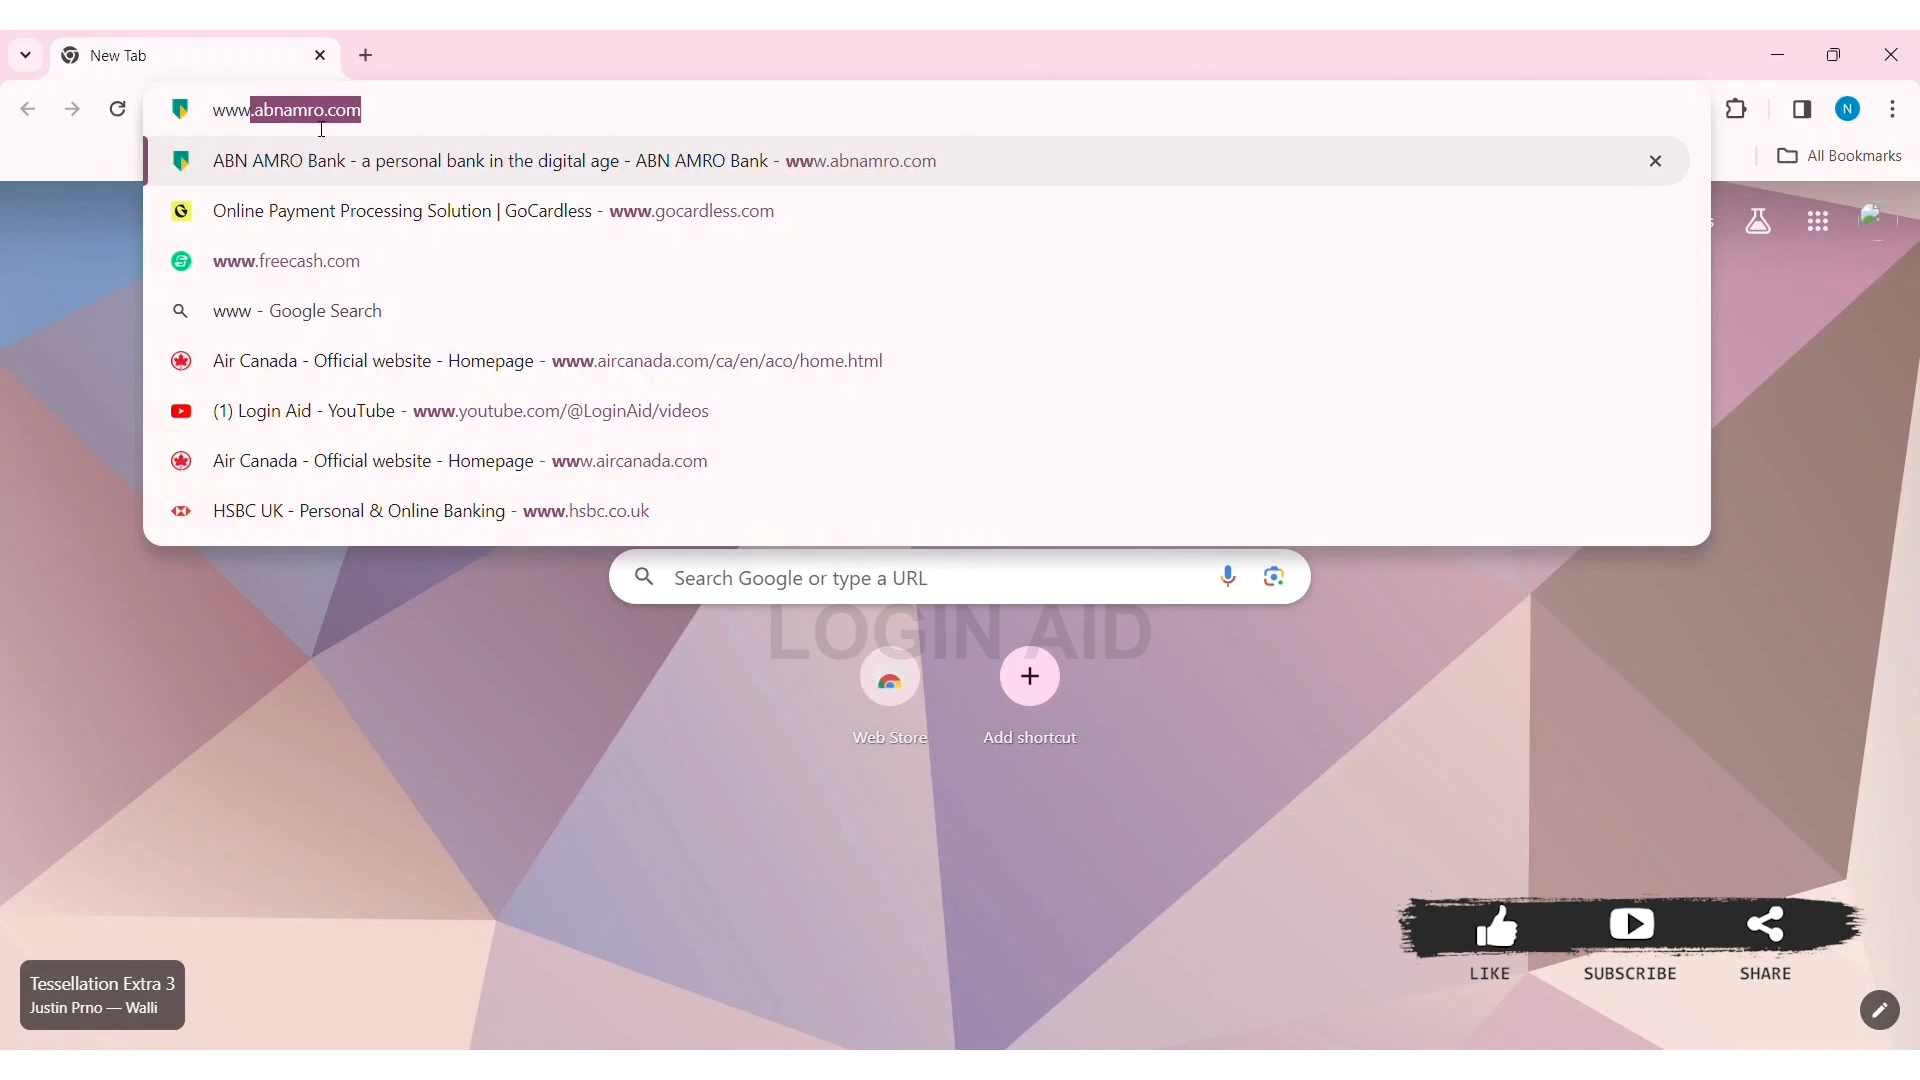 New Tab
www.abnamro.com
All Bookmarks
ABN AMRO Bank - a personal bank in the digital age - ABN AMRO Bank - www.abnamro.com
Online Payment Processing Solution | GoCardless - www.gocardless.com
www.freecash.com
www - Google Search
Air Canada - Official website - Homepage - www.aircanada.com/ca/en/aco/home.html
(1) Login Aid - YouTube - www.youtube.com/@LoginAid/videos
Air Canada - Official website - Homepage - www.aircanada.com
HSBC UK - Personal & Online Banking - www.hsbc.co.uk
Search Google or type a URL
LOGIN AID
Web Store
Add shortcut
LIKE
SUBSCRIBE
SHARE
Tessellation Extra 3
Justin Prno — Walli
N